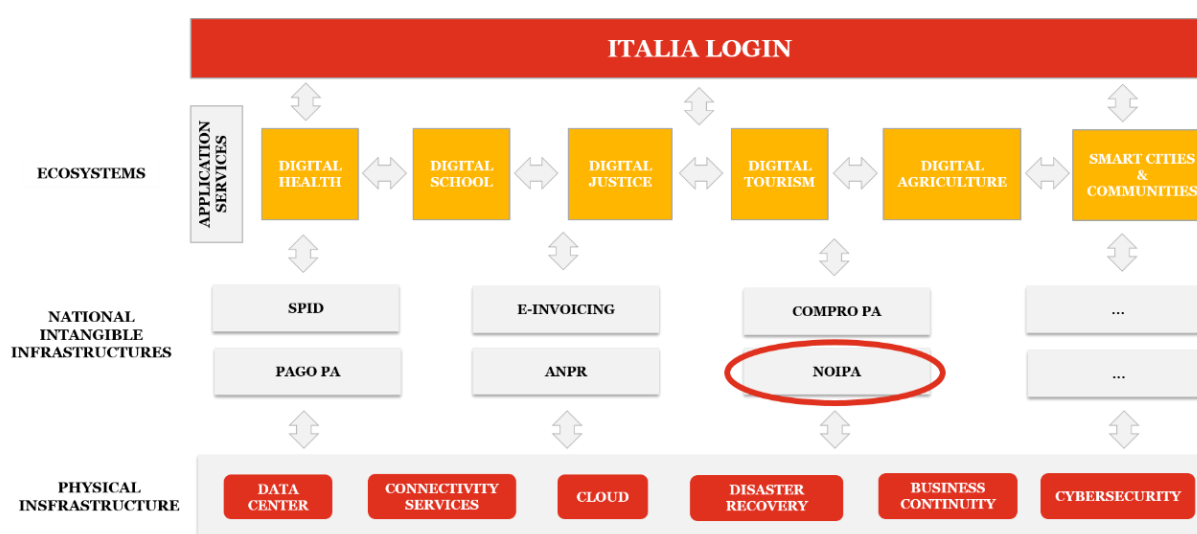 ITALIA LOGIN
APPLICATION
SERVICES
ECOSYSTEMS
DIGITAL
HEALTH
DIGITAL
SCHOOL
DIGITAL
JUSTICE
DIGITAL
TOURISM
DIGITAL
AGRICULTURE
SMART CITIES
&
COMMUNITIES
NATIONAL
INTANGIBLE
INFRASTRUCTURES
SPID
E-INVOICING
COMPRO PA
...
PAGO PA
ANPR
NOIPA
...
PHYSICAL
INSFRASTRUCTURE
DATA
CENTER
CONNECTIVITY
SERVICES
CLOUD
DISASTER
RECOVERY
BUSINESS
CONTINUITY
CYBERSECURITY